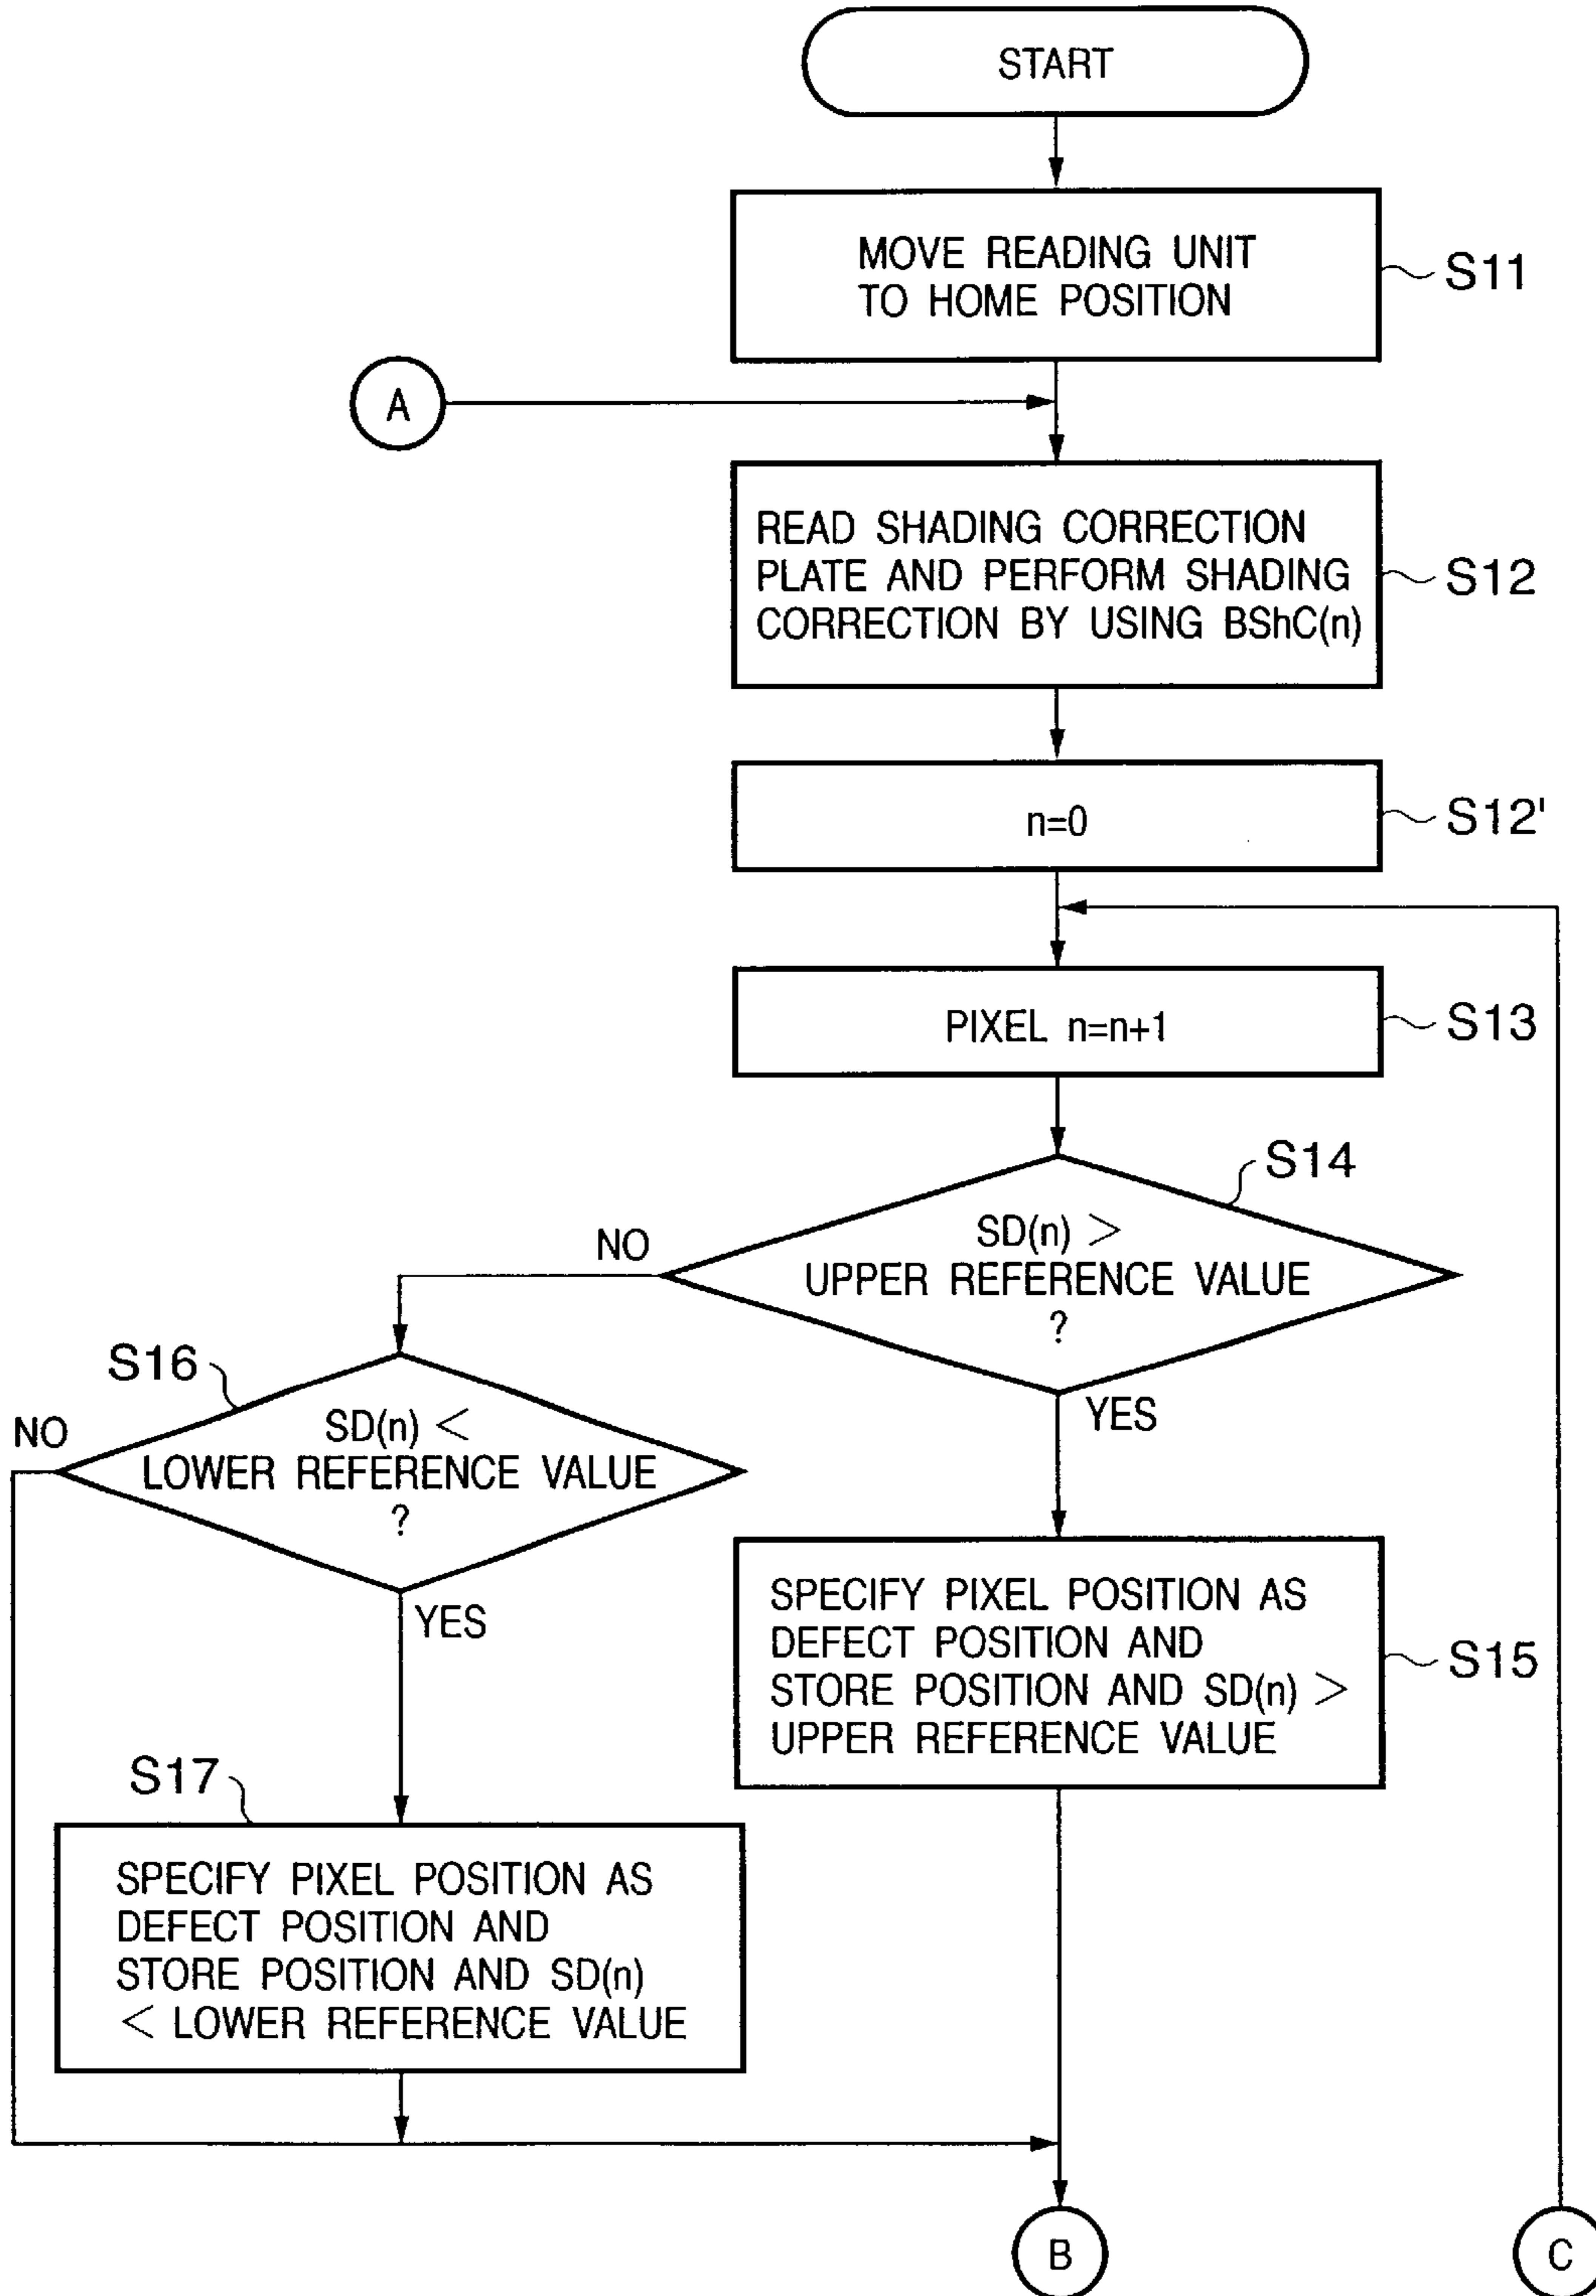 START
MOVE READING UNIT
TO HOME POSITION
S11
A
READ SHADING CORRECTION
PLATE AND PERFORM SHADING
CORRECTION BY USING BShC(n)
S12
n=0
S12'
PIXEL n=n+1
S13
S14
SD(n) >
UPPER REFERENCE VALUE
?
NO
YES
S16
SD(n) <
LOWER REFERENCE VALUE
?
NO
YES
SPECIFY PIXEL POSITION AS
DEFECT POSITION AND
STORE POSITION AND SD(n) >
UPPER REFERENCE VALUE
S15
S17
SPECIFY PIXEL POSITION AS
DEFECT POSITION AND
STORE POSITION AND SD(n)
< LOWER REFERENCE VALUE
B
C